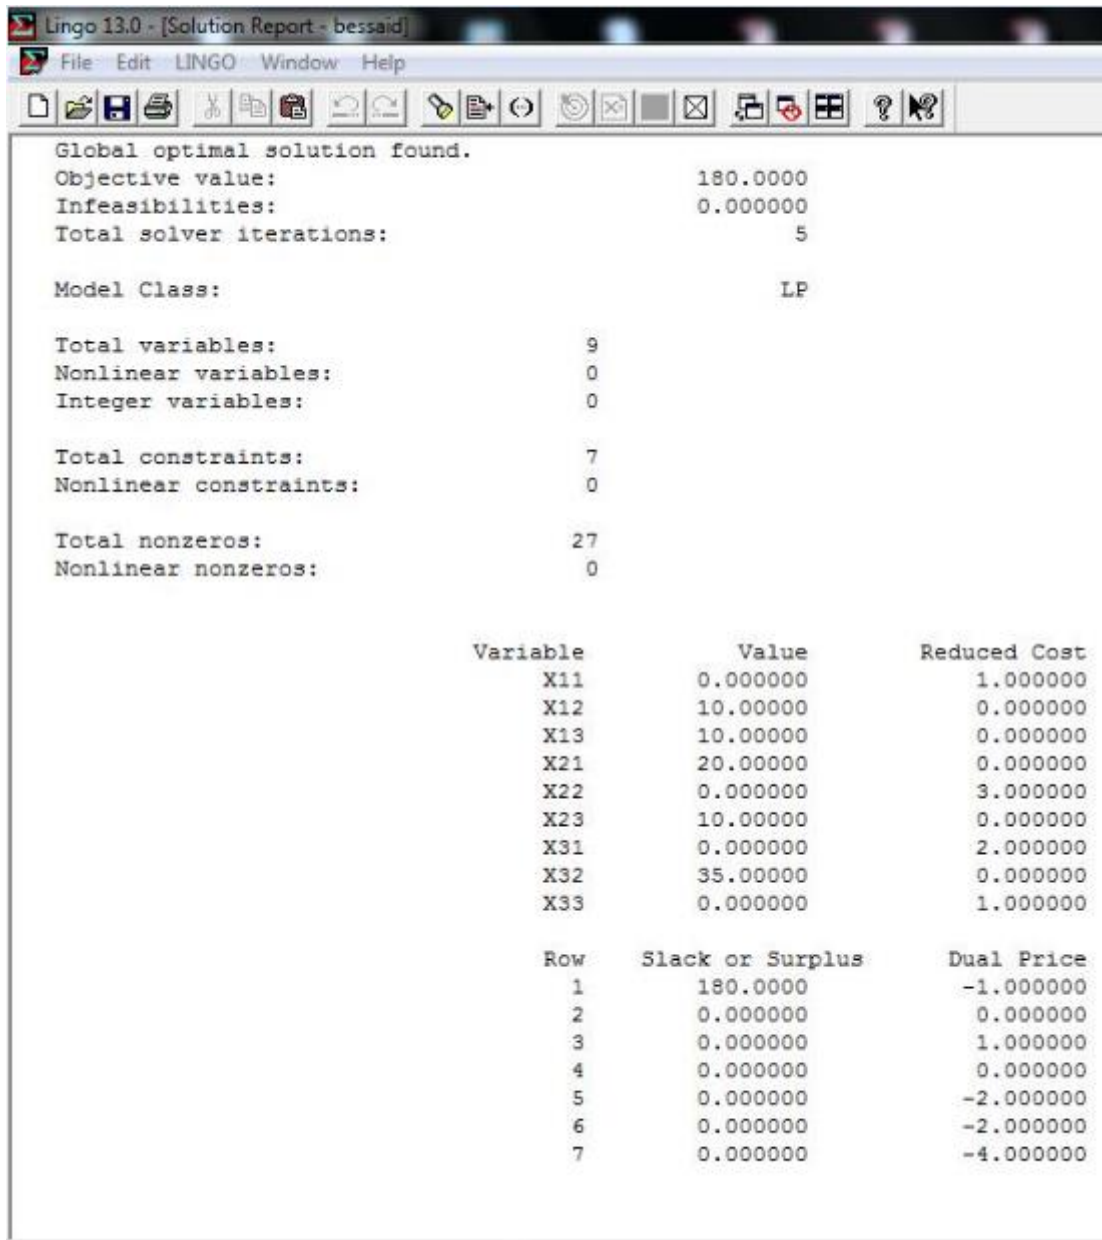 Lingo 13.0 - [Solution Report - bessaid]
File Edit LINGO Window Help
Global optimal solution found.
Objective value: 180.0000
Infeasibilities: 0.000000
Total solver iterations: 5
Model Class: LP
Total variables: 9
Nonlinear variables: 0
Integer variables: 0
Total constraints: 7
Nonlinear constraints: 0
Total nonzeros: 27
Nonlinear nonzeros: 0
Variable Value Reduced Cost
X11 0.000000 1.000000
X12 10.00000 0.000000
X13 10.00000 0.000000
X21 20.00000 0.000000
X22 0.000000 3.000000
X23 10.00000 0.000000
X31 0.000000 2.000000
X32 35.00000 0.000000
X33 0.000000 1.000000
Row Slack or Surplus Dual Price
1 180.0000 -1.000000
2 0.000000 0.000000
3 0.000000 1.000000
4 0.000000 0.000000
5 0.000000 -2.000000
6 0.000000 -2.000000
7 0.000000 -4.000000